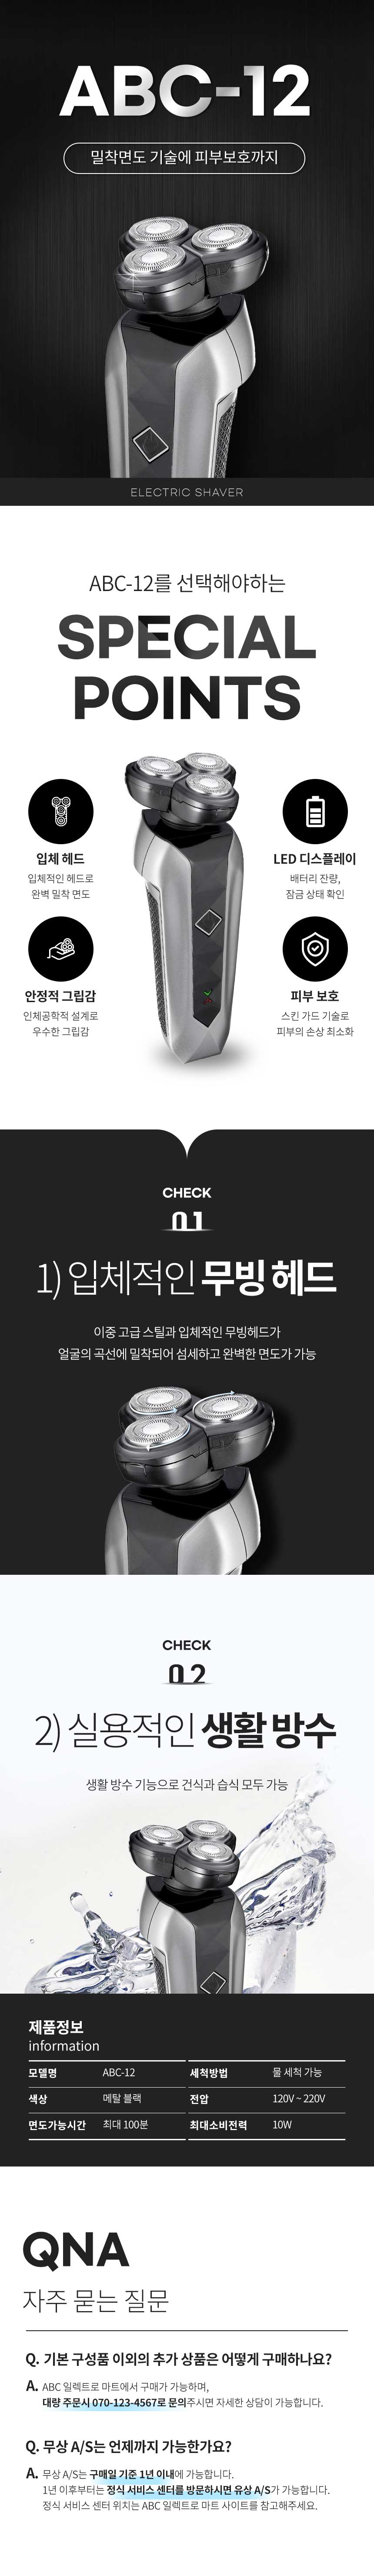 ABC-12
밀착면도 기술에 피부보호까지
ELECTRIC SHAVER
ABC-12를 선택해야하는
SPECIAL
POINTS
입체 헤드
입체적인 헤드로
완벽 밀착 면도
LED 디스플레이
배터리 잔량,
잠금 상태 확인
안정적 그립감
인체공학적 설계로
우수한 그립감
피부 보호
스킨 가드 기술로
피부의 손상 최소화
CHECK
01
1) 입체적인 무빙 헤드
이중 고급 스틸과 입체적인 무빙헤드가
얼굴의 곡선에 밀착되어 섬세하고 완벽한 면도가 가능
CHECK
02
2) 실용적인 생활 방수
생활 방수 기능으로 건식과 습식 모두 가능
제품정보
information
모델명 ABC-12 세척방법 물 세척 가능
색상 메탈 블랙 전압 120V ~ 220V
면도가능시간 최대 100분 최대소비전력 10W
QNA
자주 묻는 질문
Q. 기본 구성품 이외의 추가 상품은 어떻게 구매하나요?
A. ABC 일렉트로 마트에서 구매가 가능하며,
대량 주문시 070-123-4567로 문의주시면 자세한 상담이 가능합니다.
Q. 무상 A/S는 언제까지 가능한가요?
A. 무상 A/S는 구매일 기준 1년 이내에 가능합니다.
1년 이후부터는 정식 서비스 센터를 방문하시면 유상 A/S가 가능합니다.
정식 서비스 센터 위치는 ABC 일렉트로 마트 사이트를 참고해주세요.